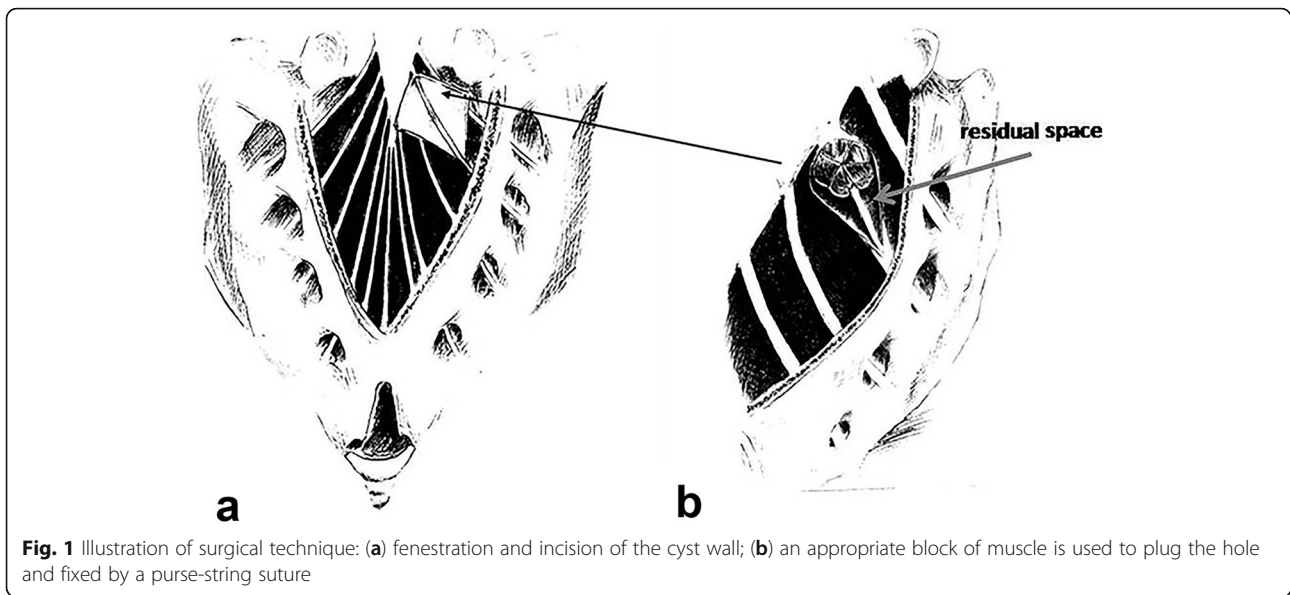 residual space
a
b
Fig. 1 Illustration of surgical technique: (a) fenestration and incision of the cyst wall; (b) an appropriate block of muscle is used to plug the hole
and fixed by a purse-string suture